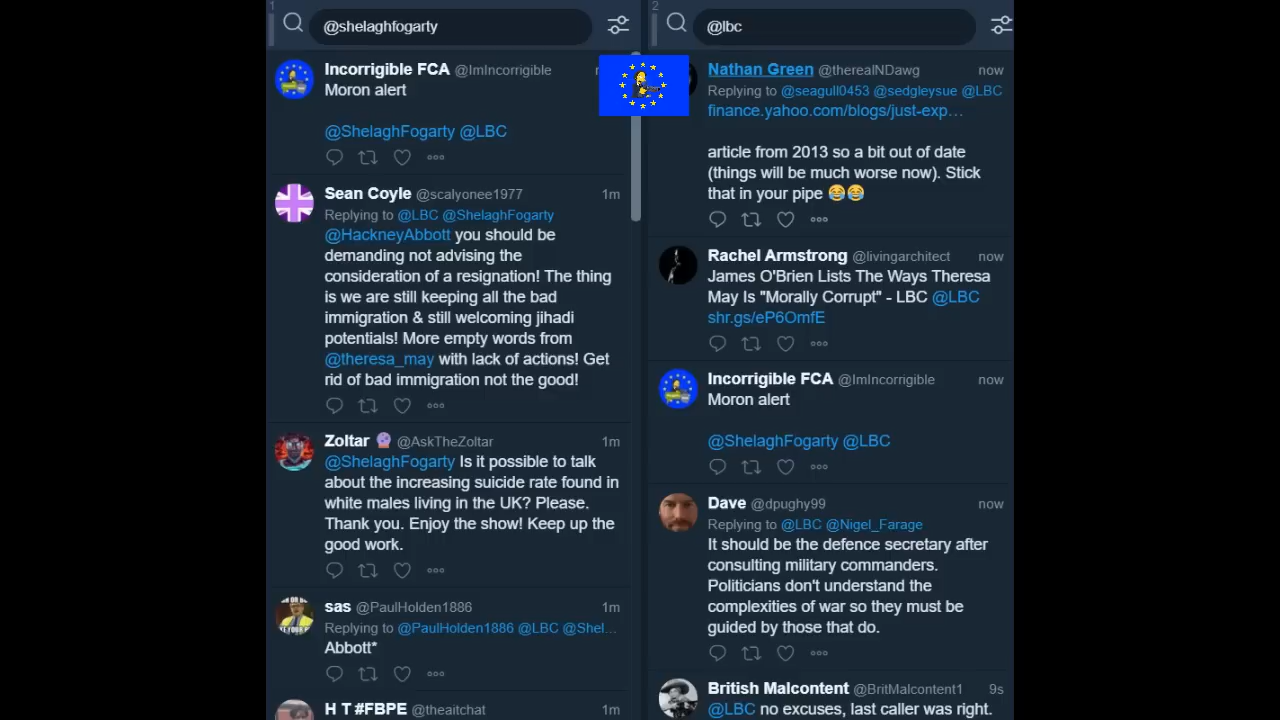 1
@shelaghfogarty
Incorrigible FCA @ImIncorrigible
Moron alert
@ShelaghFogarty @LBC
Sean Coyle @scalyonee1977 1m
Replying to @LBC @ShelaghFogarty
@HackneyAbbott you should be
demanding not advising the
consideration of a resignation! The thing
is we are still keeping all the bad
immigration & still welcoming jihadi
potentials! More empty words from
@theresa_may with lack of actions! Get
rid of bad immigration not the good!
Zoltar 🔮 @AskTheZoltar 1m
@ShelaghFogarty Is it possible to talk
about the increasing suicide rate found in
white males living in the UK? Please.
Thank you. Enjoy the show! Keep up the
good work.
sas @PaulHolden1886 1m
Replying to @PaulHolden1886 @LBC @Shel...
Abbott*
H T #FBPE @theaitchat 1m
2
@lbc
Nathan Green @therealNDawg now
Replying to @seagull0453 @sedgleysue @LBC
finance.yahoo.com/blogs/just-exp…
article from 2013 so a bit out of date
(things will be much worse now). Stick
that in your pipe 😂😂
Rachel Armstrong @livingarchitect now
James O'Brien Lists The Ways Theresa
May Is "Morally Corrupt" - LBC @LBC
shr.gs/eP6OmfE
Incorrigible FCA @ImIncorrigible now
Moron alert
@ShelaghFogarty @LBC
Dave @dpughy99 now
Replying to @LBC @Nigel_Farage
It should be the defence secretary after
consulting military commanders.
Politicians don't understand the
complexities of war so they must be
guided by those that do.
British Malcontent @BritMalcontent1 9s
@LBC no excuses, last caller was right.